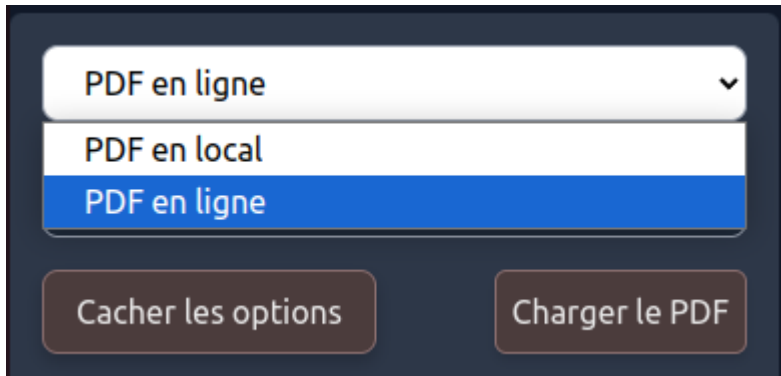 PDF en ligne
PDF en local
PDF en ligne
Cacher les options
Charger le PDF